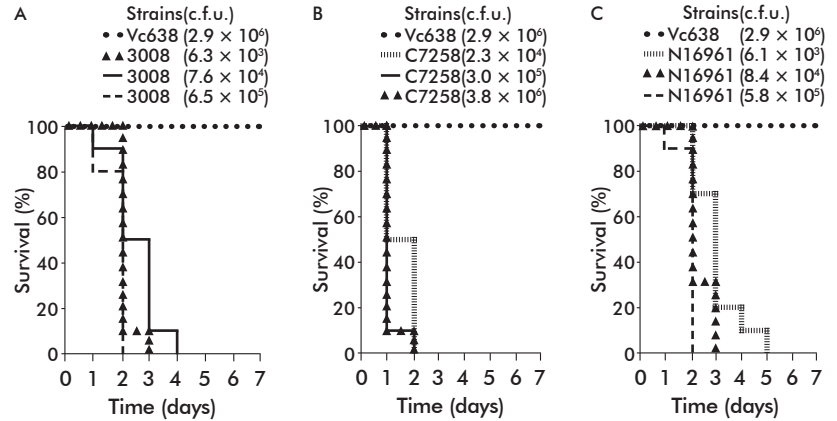 A
Strains(c.f.u.)
Vc638 (2.9 × 10⁶)
3008 (6.3 × 10³)
3008 (7.6 × 10⁴)
3008 (6.5 × 10⁵)
Survival (%)
100
80
60
40
20
0
0 1 2 3 4 5 6 7
Time (days)
B
Strains(c.f.u.)
Vc638 (2.9 × 10⁶)
C7258(2.3 × 10⁴)
C7258(3.0 × 10⁵)
C7258(3.8 × 10⁶)
Survival (%)
100
80
60
40
20
0
0 1 2 3 4 5 6 7
Time (days)
C
Strains(c.f.u.)
Vc638 (2.9 × 10⁶)
N16961 (6.1 × 10³)
N16961 (8.4 × 10⁴)
N16961 (5.8 × 10⁵)
Survival (%)
100
80
60
40
20
0
0 1 2 3 4 5 6 7
Time (days)